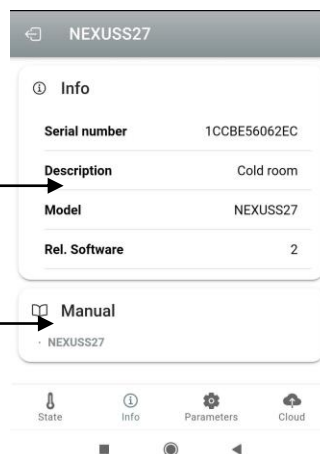 NEXUSS27
Info
Serial number 1CCBE56062EC
Description Cold room
Model NEXUSS27
Rel. Software 2
Manual
· NEXUSS27
State Info Parameters Cloud